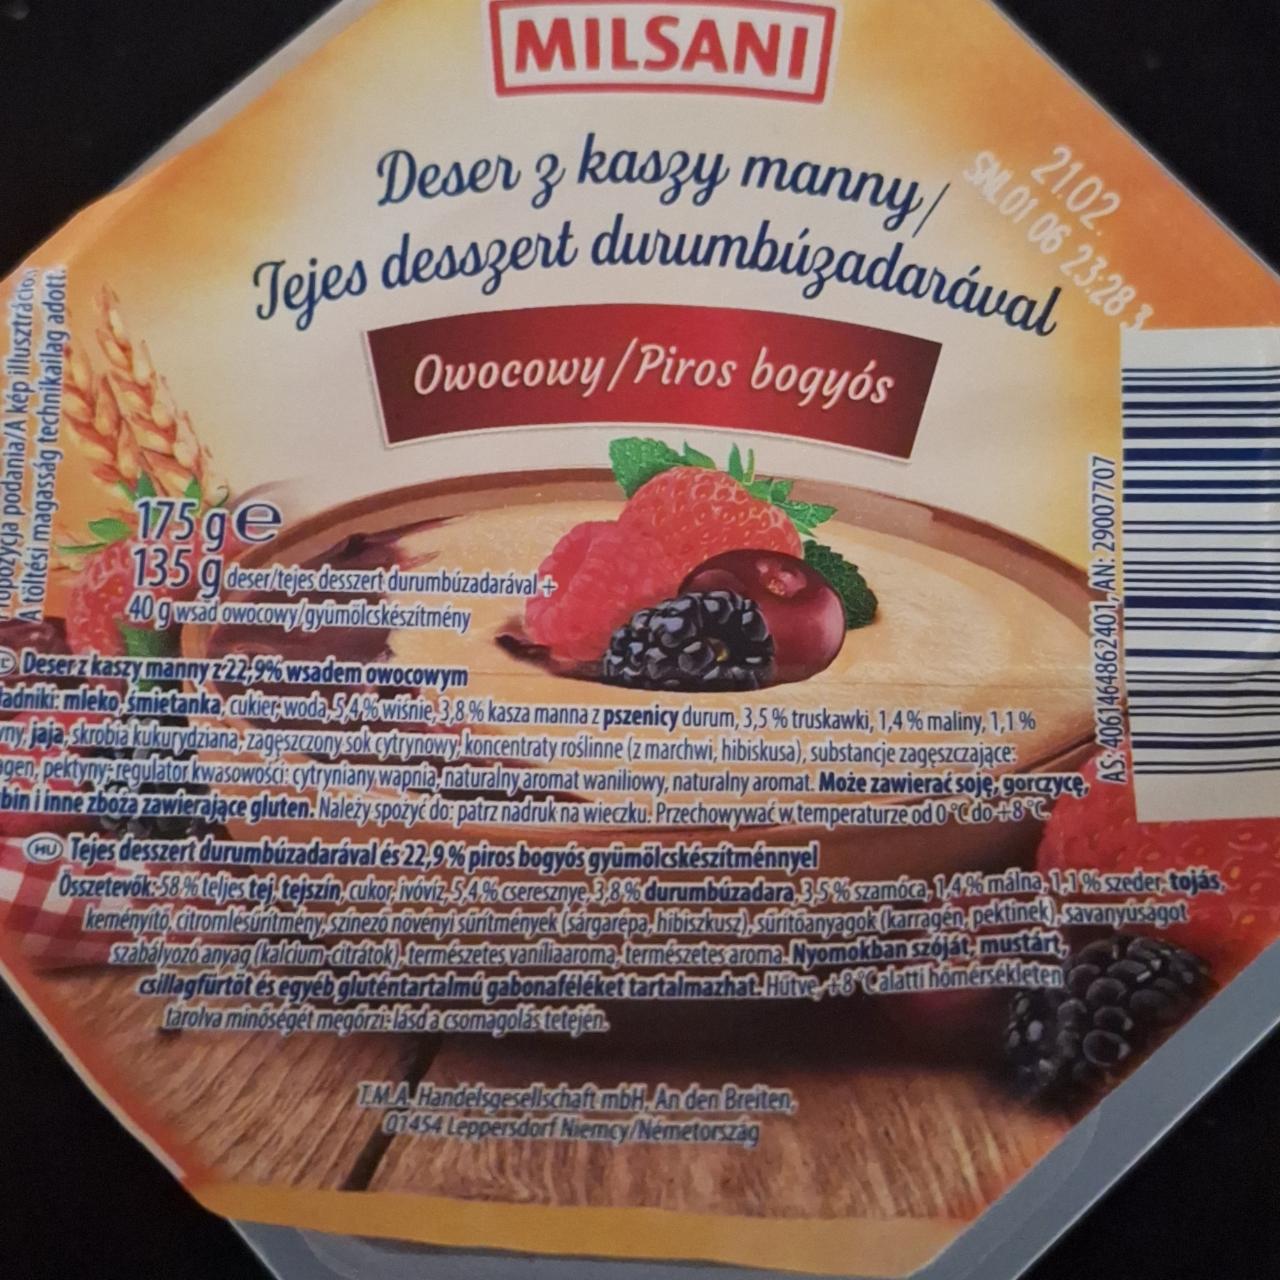 MILSANI
Deser z kaszy manny/
Tejes desszert durumbúzadarával
21.02.
SML01 06 23:28 3
Owocowy/Piros bogyós
Propozycja podania/A kép illusztráció.
A töltési magasság technikailag adott.
175 g e
135 g deser/tejes desszert durumbúzadarával +
40 g wsad owocowy/gyümölcskészítmény
AS: 4061464862401, AN: 29007707
Deser z kaszy manny z 22,9% wsadem owocowym
mleko, śmietanka, cukier, woda, 5,4 % wiśnie, 3,8 % kasza manna z pszenicy durum, 3,5 % truskawki, 1,4 % maliny, 1,1 %
jaja, skrobia kukurydziana, zagęszczony sok cytrynowy, koncentraty roślinne (z marchwi, hibiskusa), substancje zagęszczające:
pektyny; regulator kwasowości: cytryniany wapnia, naturalny aromat waniliowy, naturalny aromat. Może zawierać soję, gorczycę,
i inne zboża zawierające gluten. Należy spożyć do: patrz nadruk na wieczku. Przechowywać w temperaturze od 0 °C do +8 °C.
HU Tejes desszert durumbúzadarával és 22,9 % piros bogyós gyümölcskészítménnyel
Összetevők: 58 % teljes tej, tejszín, cukor, ivóvíz, 5,4 % cseresznye, 3,8 % durumbúzadara, 3,5 % szamóca, 1,4 % málna, 1,1 % szeder, tojás,
keményítő, citromlésűrítmény, színező növényi sűrítmények (sárgarépa, hibiszkusz), sűrítőanyagok (karragén, pektinek), savanyúságot
szabályozó anyag (kalcium-citrátok), természetes vaníliaaroma, természetes aroma. Nyomokban szóját, mustárt,
csillagfürtöt és egyéb gluténtartalmú gabonaféléket tartalmazhat. Hűtve, +8 °C alatti hőmérsékleten
tárolva minőségét megőrzi: lásd a csomagolás tetején.
T.M.A. Handelsgesellschaft mbH, An den Breiten,
01454 Leppersdorf Niemcy/Németország